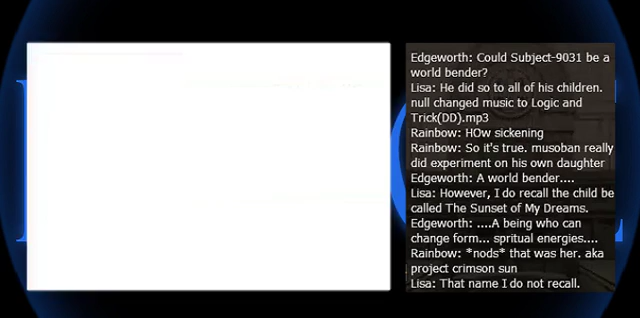 Edgeworth: Could Subject-9031 be a
world bender?
Lisa: He did so to all of his children.
null changed music to Logic and
Trick(DD).mp3
Rainbow: HOw sickening
Rainbow: So it's true. musoban really
did experiment on his own daughter
Edgeworth: A world bender....
Lisa: However, I do recall the child be
called The Sunset of My Dreams.
Edgeworth: ....A being who can
change form... spritual energies....
Rainbow: *nods* that was her. aka
project crimson sun
Lisa: That name I do not recall.